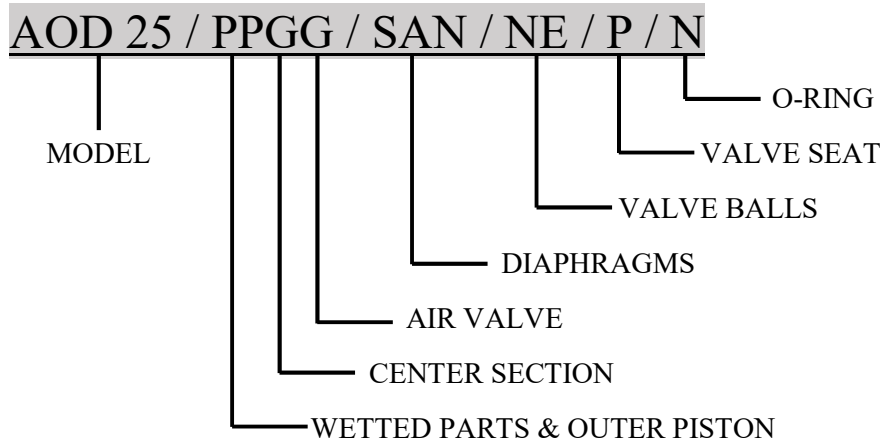 AOD 25 / PPGG / SAN / NE / P / N
O-RING
MODEL
VALVE SEAT
VALVE BALLS
DIAPHRAGMS
AIR VALVE
CENTER SECTION
WETTED PARTS & OUTER PISTON